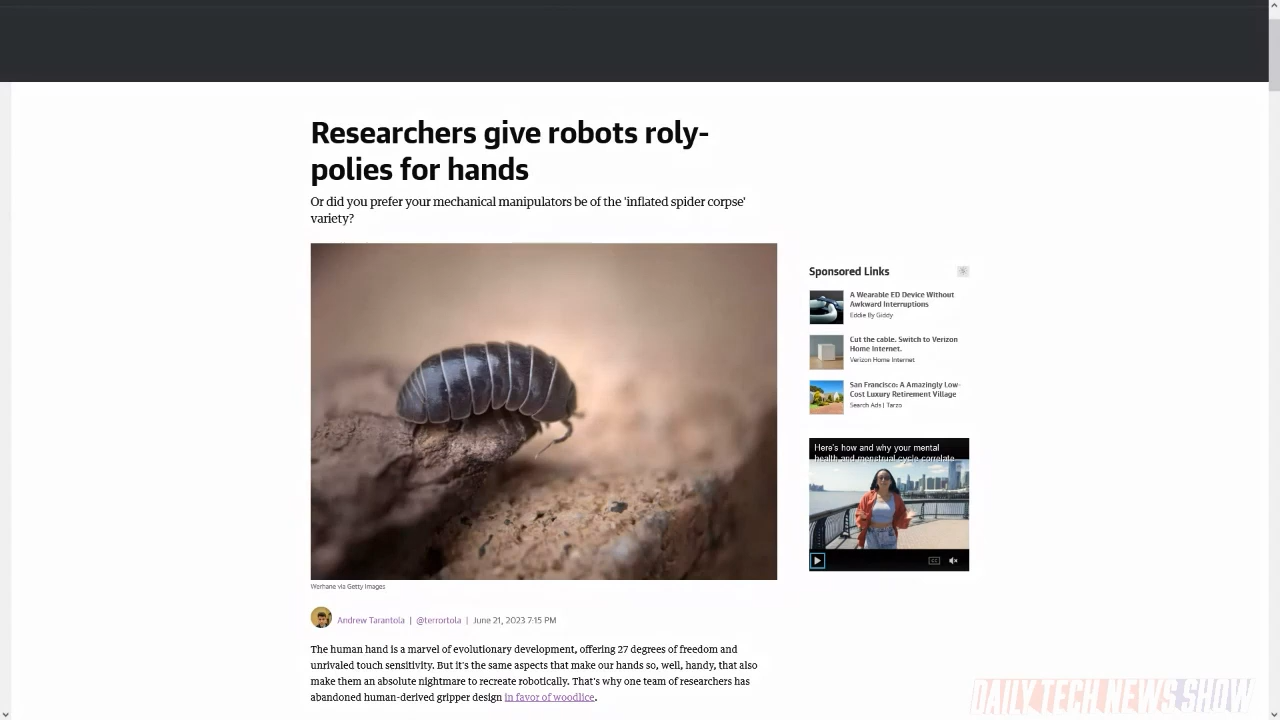 Researchers give robots roly-
polies for hands
Or did you prefer your mechanical manipulators be of the 'inflated spider corpse'
variety?
Sponsored Links
A Wearable ED Device Without
Awkward Interruptions
Eddie By Giddy
Cut the cable. Switch to Verizon
Home Internet.
Verizon Home Internet
San Francisco: A Amazingly Low-
Cost Luxury Retirement Village
Search Ads | Tarzo
Here's how and why your mental
health and menstrual cycle correlate
CC
Werhane via Getty Images
Andrew Tarantola | @terrortola | June 21, 2023 7:15 PM
The human hand is a marvel of evolutionary development, offering 27 degrees of freedom and
unrivaled touch sensitivity. But it's the same aspects that make our hands so, well, handy, that also
make them an absolute nightmare to recreate robotically. That's why one team of researchers has
abandoned human-derived gripper design in favor of woodlice.
DAILY TECH NEWS SHOW